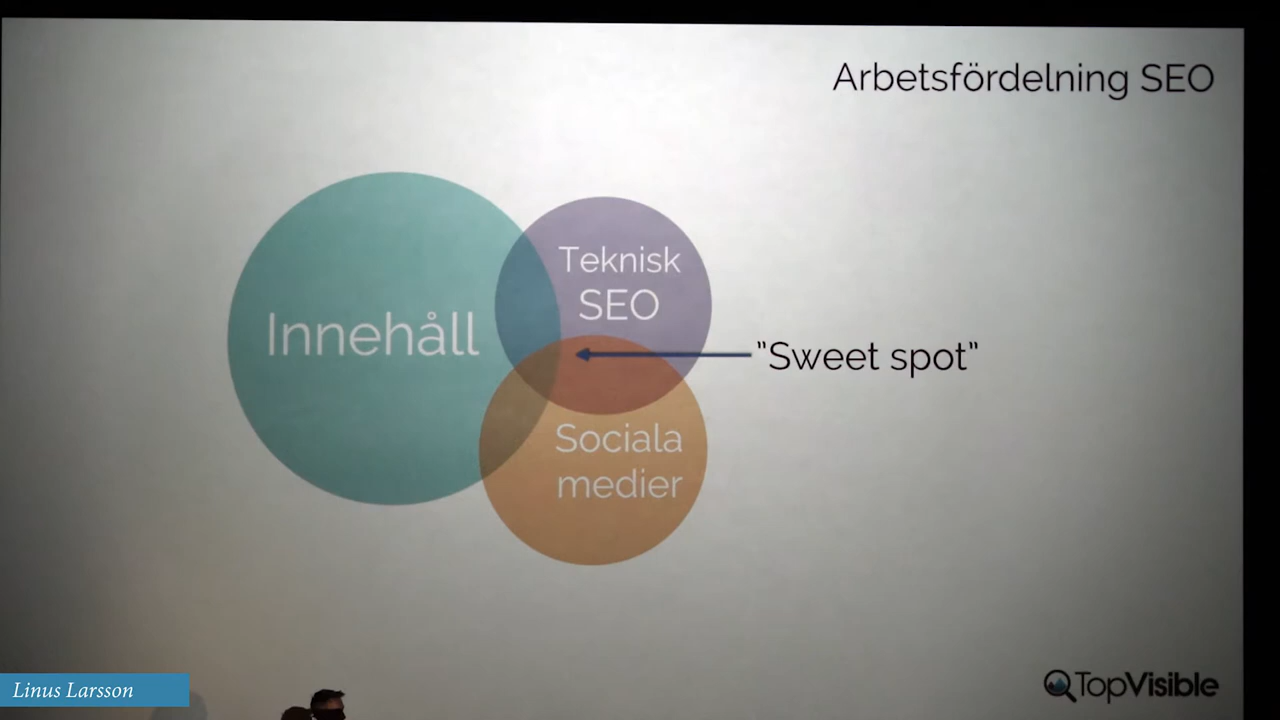 Arbetsfördelning SEO
Teknisk
SEO
Innehåll
”Sweet spot”
Sociala
medier
Linus Larsson
TopVisible